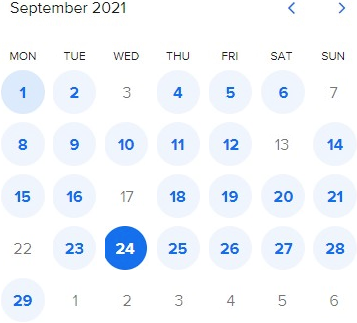 September 2021
MON TUE WED THU FRI SAT SUN
1 2 3 4 5 6 7
8 9 10 11 12 13 14
15 16 17 18 19 20 21
22 23 24 25 26 27 28
29 1 2 3 4 5 6